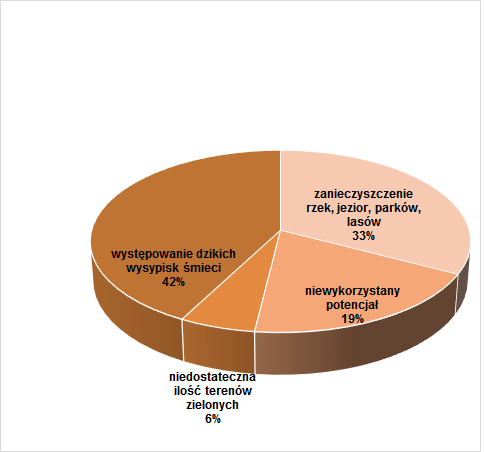 zanieczyszczenie
rzek, jezior, parków,
lasów
33%
występowanie dzikich
wysypisk śmieci
42%
niewykorzystany
potencjał
19%
niedostateczna
ilość terenów
zielonych
6%